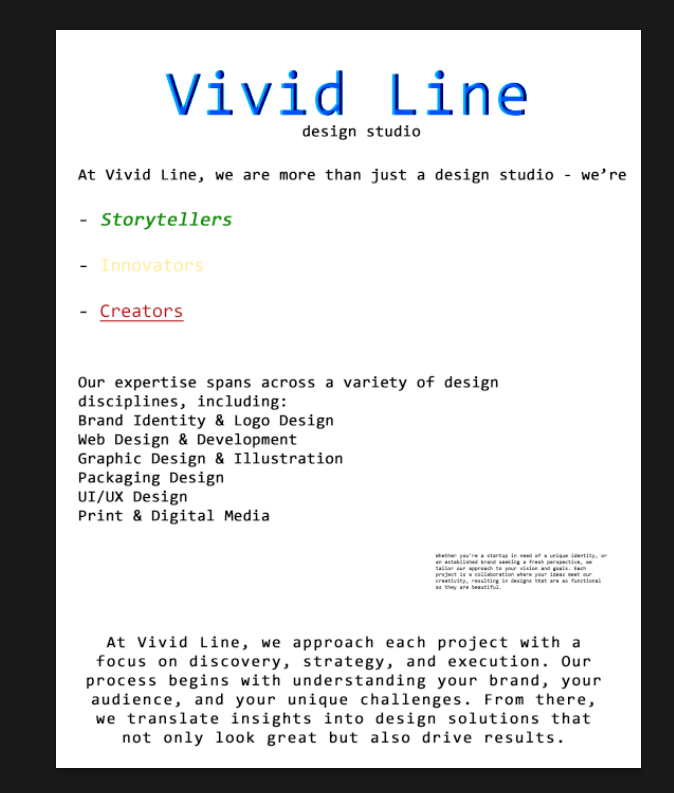 Vivid Line
design studio
At Vivid Line, we are more than just a design studio - we’re
- Storytellers
- Innovators
- Creators
Our expertise spans across a variety of design
disciplines, including:
Brand Identity & Logo Design
Web Design & Development
Graphic Design & Illustration
Packaging Design
UI/UX Design
Print & Digital Media
Whether you're a startup in need of a unique identity, or
an established brand seeking a fresh perspective, we
tailor our approach to your vision and goals. Each
project is a collaboration where your ideas meet our
creativity, resulting in designs that are as functional
as they are beautiful.
At Vivid Line, we approach each project with a
focus on discovery, strategy, and execution. Our
process begins with understanding your brand, your
audience, and your unique challenges. From there,
we translate insights into design solutions that
not only look great but also drive results.